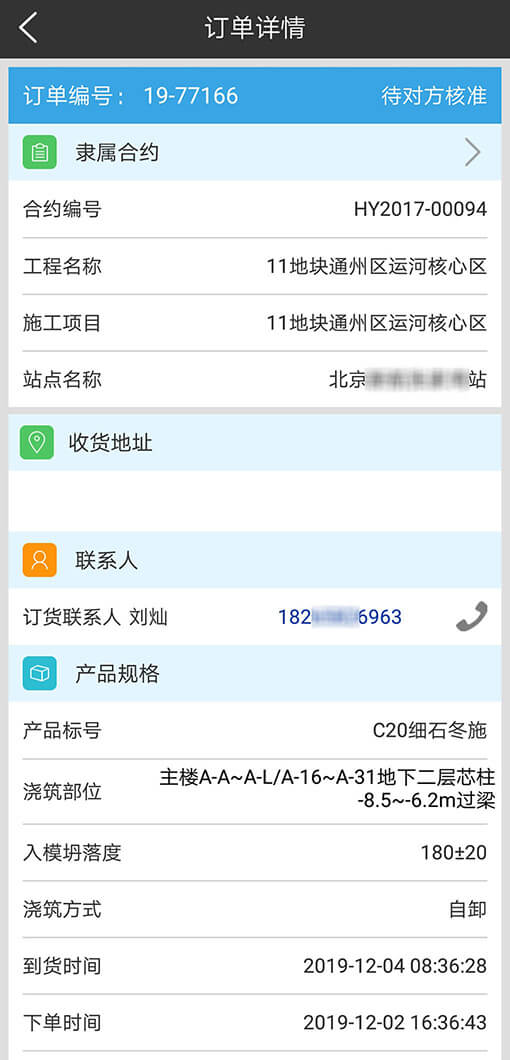 订单详情
订单编号： 19-77166 待对方核准
隶属合约
合约编号 HY2017-00094
工程名称 11地块通州区运河核心区
施工项目 11地块通州区运河核心区
站点名称 北京 站
收货地址
联系人
订货联系人 刘灿 182 6963
产品规格
产品标号 C20细石冬施
浇筑部位 主楼A-A~A-L/A-16~A-31地下二层芯柱
-8.5~-6.2m过梁
入模坍落度 180±20
浇筑方式 自卸
到货时间 2019-12-04 08:36:28
下单时间 2019-12-02 16:36:43